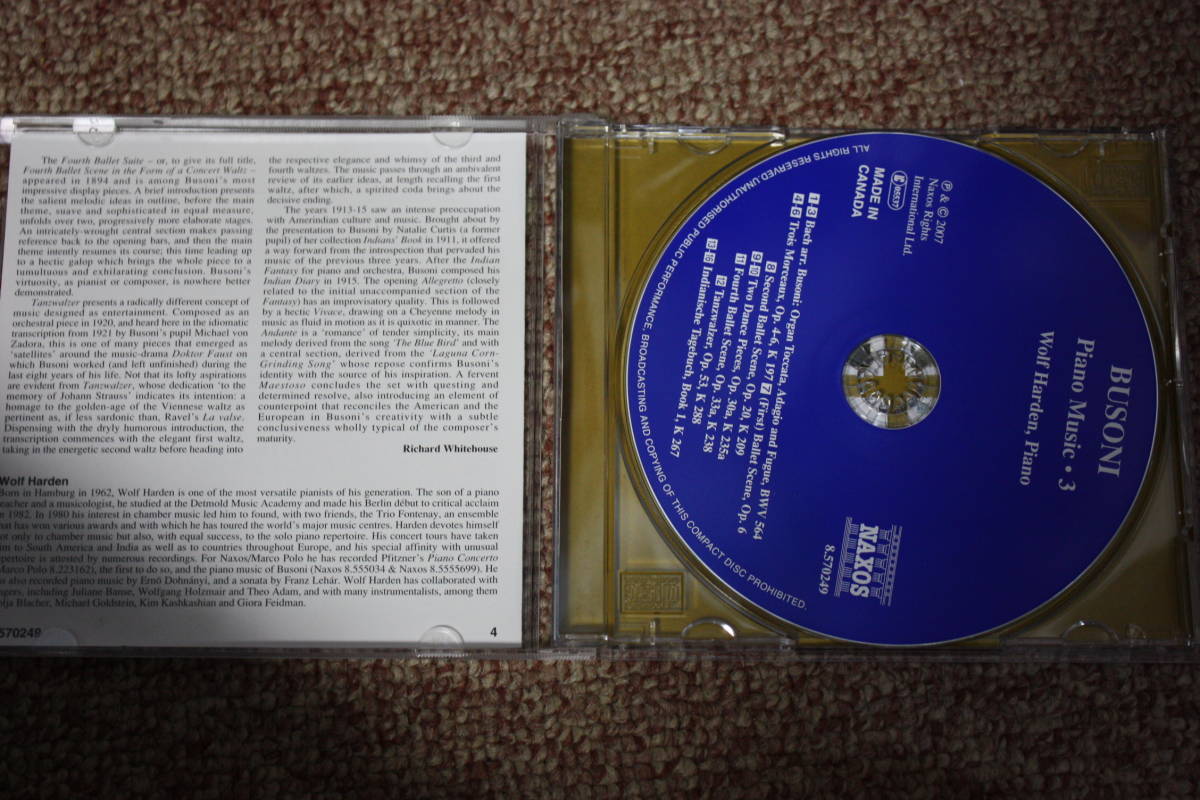 The Fourth Ballet Suite – or, to give its full title,
Fourth Ballet Scene in the Form of a Concert Waltz –
appeared in 1894 and is among Busoni's most
impressive display pieces. A brief introduction presents
the salient melodic ideas in outline, before the main
theme, suave and sophisticated in equal measure,
unfolds over two, progressively more elaborate stages.
An intricately-wrought central section makes passing
reference back to the opening bars, and then the main
theme intently resumes its course; this time leading up
to a hectic galop which brings the whole piece to a
tumultuous and exhilarating conclusion. Busoni's
virtuosity, as pianist or composer, is nowhere better
demonstrated.
Tanzwalzer presents a radically different concept of
music designed as entertainment. Composed as an
orchestral piece in 1920, and heard here in the idiomatic
transcription from 1921 by Busoni's pupil Michael von
Zadora, this is one of many pieces that emerged as
'satellites' around the music-drama Doktor Faust on
which Busoni worked (and left unfinished) during the
last eight years of his life. Not that its lofty aspirations
are evident from Tanzwalzer, whose dedication 'to the
memory of Johann Strauss' indicates its intention: a
homage to the golden-age of the Viennese waltz as
pertinent as, if less sardonic than, Ravel's La valse.
Dispensing with the dryly humorous introduction, the
transcription commences with the elegant first waltz,
taking in the energetic second waltz before heading into
the respective elegance and whimsy of the third and
fourth waltzes. The music passes through an ambivalent
review of its earlier ideas, at length recalling the first
waltz, after which, a spirited coda brings about the
decisive ending.
The years 1913-15 saw an intense preoccupation
with Amerindian culture and music. Brought about by
the presentation to Busoni by Natalie Curtis (a former
pupil) of her collection Indians' Book in 1911, it offered
a way forward from the introspection that pervaded his
music of the previous three years. After the Indian
Fantasy for piano and orchestra, Busoni composed his
Indian Diary in 1915. The opening Allegretto (closely
related to the initial unaccompanied section of the
Fantasy) has an improvisatory quality. This is followed
by a hectic Vivace, drawing on a Cheyenne melody in
music as fluid in motion as it is quixotic in manner. The
Andante is a 'romance' of tender simplicity, its main
melody derived from the song 'The Blue Bird' and with
a central section, derived from the 'Laguna Corn-
Grinding Song' whose repose confirms Busoni's
identity with the source of his inspiration. A fervent
Maestoso concludes the set with questing and
determined resolve, also introducing an element of
counterpoint that reconciles the American and the
European in Busoni's creativity with a subtle
conclusiveness wholly typical of the composer's
maturity.
Richard Whitehouse
Wolf Harden
Born in Hamburg in 1962, Wolf Harden is one of the most versatile pianists of his generation. The son of a piano
eacher and a musicologist, he studied at the Detmold Music Academy and made his Berlin début to critical acclaim
n 1982. In 1980 his interest in chamber music led him to found, with two friends, the Trio Fontenay, an ensemble
hat has won various awards and with which he has toured the world's major music centres. Harden devotes himself
ot only to chamber music but also, with equal success, to the solo piano repertoire. His concert tours have taken
im to South America and India as well as to countries throughout Europe, and his special affinity with unusual
epertoire is attested by numerous recordings. For Naxos/Marco Polo he has recorded Pfitzner's Piano Concerto
Marco Polo 8.223162), the first to do so, and the piano music of Busoni (Naxos 8.555034 & Naxos 8.5555699). He
s also recorded piano music by Ernő Dohnányi, and a sonata by Franz Lehár. Wolf Harden has collaborated with
ngers, including Juliane Banse, Wolfgang Holzmair and Theo Adam, and with many instrumentalists, among them
olja Blacher, Michael Goldstein, Kim Kashkashian and Giora Feidman.
570249
4
BUSONI
Piano Music • 3
Wolf Harden, Piano
℗ & © 2007
Naxos Rights
International Ltd.
MADE IN
CANADA
1-3 Bach arr. Busoni: Organ Toccata, Adagio and Fugue, BWV 564
4-6 Trois Morceaux, Op. 4-6, K 197 7 (First) Ballet Scene, Op. 6
8 Second Ballet Scene, Op. 20, K 209
9-10 Two Dance Pieces, Op. 30a, K 235a
11 Fourth Ballet Scene, Op. 33a, K 238
12 Tanzwalzer, Op. 53, K 288
13-16 Indianische Tagebuch, Book 1, K 267
NAXOS
8.570249
ALL RIGHTS RESERVED. UNAUTHORISED PUBLIC PERFORMANCE, BROADCASTING AND COPYING OF THIS COMPACT DISC PROHIBITED.